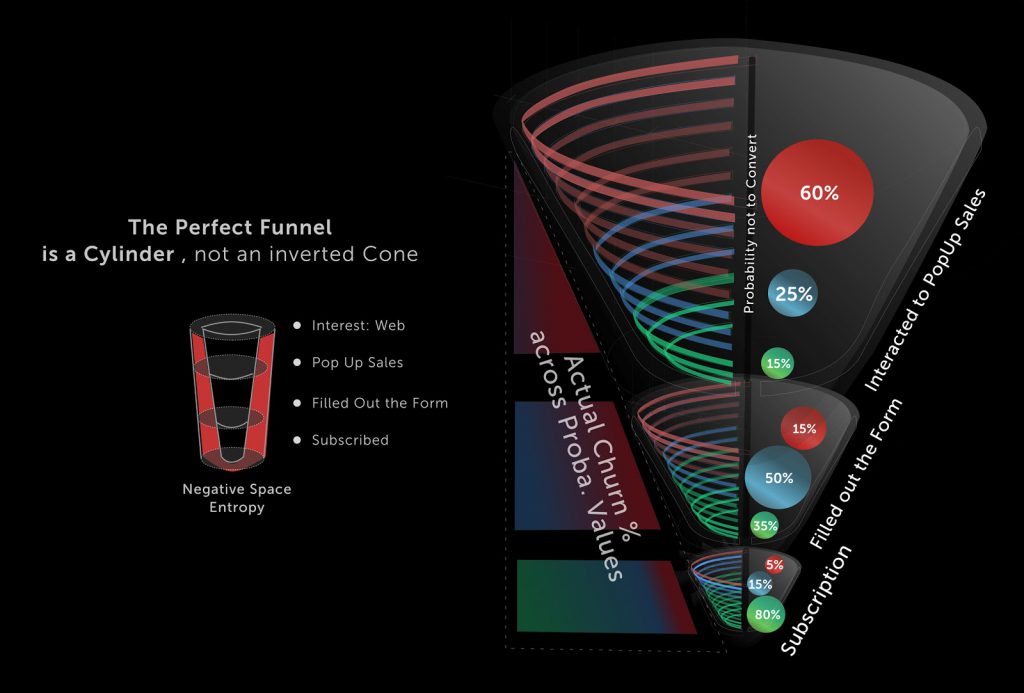 The Perfect Funnel
is a Cylinder , not an inverted Cone
Interest: Web
Pop Up Sales
Filled Out the Form
Subscribed
Negative Space
Entropy
Actual Churn %
across Proba. Values
Probability not to Convert
60%
25%
15%
Interacted to PopUp Sales
15%
50%
35%
Filled out the Form
5%
15%
80%
Subscription